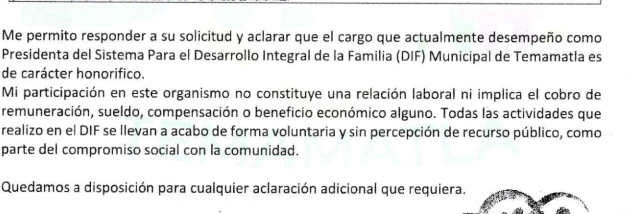 Me permito responder a su solicitud y aclarar que el cargo que actualmente desempeño como
Presidenta del Sistema Para el Desarrollo Integral de la Familia (DIF) Municipal de Temamatla es
de carácter honorifico.
Mi participación en este organismo no constituye una relación laboral ni implica el cobro de
remuneración, sueldo, compensación o beneficio económico alguno. Todas las actividades que
realizo en el DIF se llevan a acabo de forma voluntaria y sin percepción de recurso público, como
parte del compromiso social con la comunidad.
Quedamos a disposición para cualquier aclaración adicional que requiera.